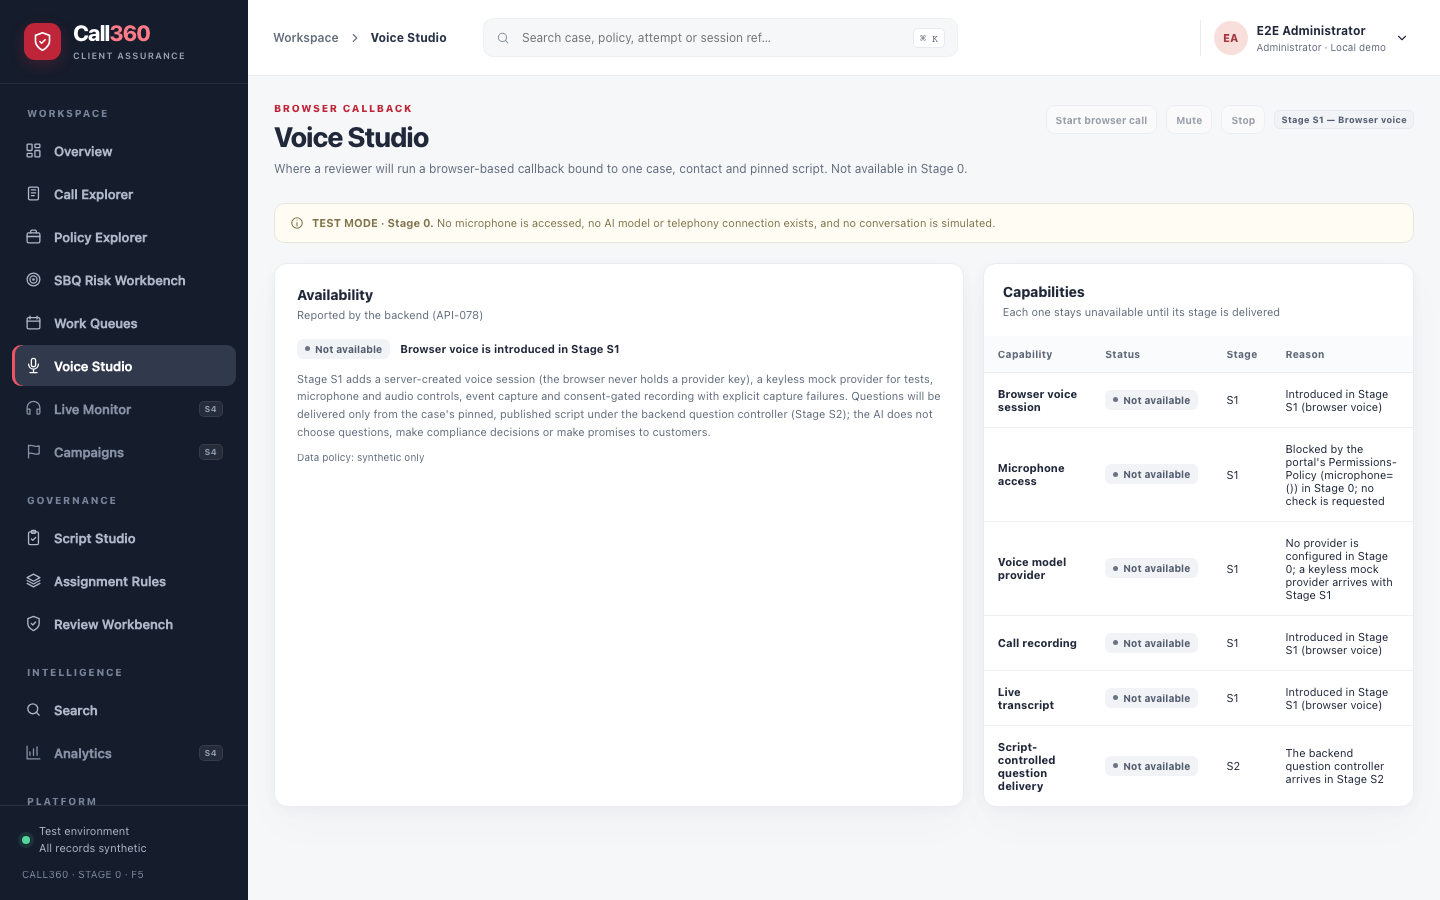 Call360
CLIENT ASSURANCE
WORKSPACE
Overview
Call Explorer
Policy Explorer
SBQ Risk Workbench
Work Queues
Voice Studio
Live Monitor S4
Campaigns S4
GOVERNANCE
Script Studio
Assignment Rules
Review Workbench
INTELLIGENCE
Search
Analytics S4
PLATFORM
Test environment
All records synthetic
CALL360 · STAGE 0 · F5
Workspace > Voice Studio
Search case, policy, attempt or session ref...
⌘ K
EA
E2E Administrator
Administrator · Local demo
BROWSER CALLBACK
Voice Studio
Where a reviewer will run a browser-based callback bound to one case, contact and pinned script. Not available in Stage 0.
Start browser call
Mute
Stop
Stage S1 — Browser voice
TEST MODE · Stage 0. No microphone is accessed, no AI model or telephony connection exists, and no conversation is simulated.
Availability
Reported by the backend (API-078)
Not available
Browser voice is introduced in Stage S1
Stage S1 adds a server-created voice session (the browser never holds a provider key), a keyless mock provider for tests,
microphone and audio controls, event capture and consent-gated recording with explicit capture failures. Questions will be
delivered only from the case's pinned, published script under the backend question controller (Stage S2); the AI does not
choose questions, make compliance decisions or make promises to customers.
Data policy: synthetic only
Capabilities
Each one stays unavailable until its stage is delivered
Capability Status Stage Reason
Browser voice
session
Not available
S1
Introduced in Stage
S1 (browser voice)
Microphone
access
Not available
S1
Blocked by the
portal's Permissions-
Policy (microphone=
()) in Stage 0; no
check is requested
Voice model
provider
Not available
S1
No provider is
configured in Stage
0; a keyless mock
provider arrives with
Stage S1
Call recording
Not available
S1
Introduced in Stage
S1 (browser voice)
Live
transcript
Not available
S1
Introduced in Stage
S1 (browser voice)
Script-
controlled
question
delivery
Not available
S2
The backend
question controller
arrives in Stage S2